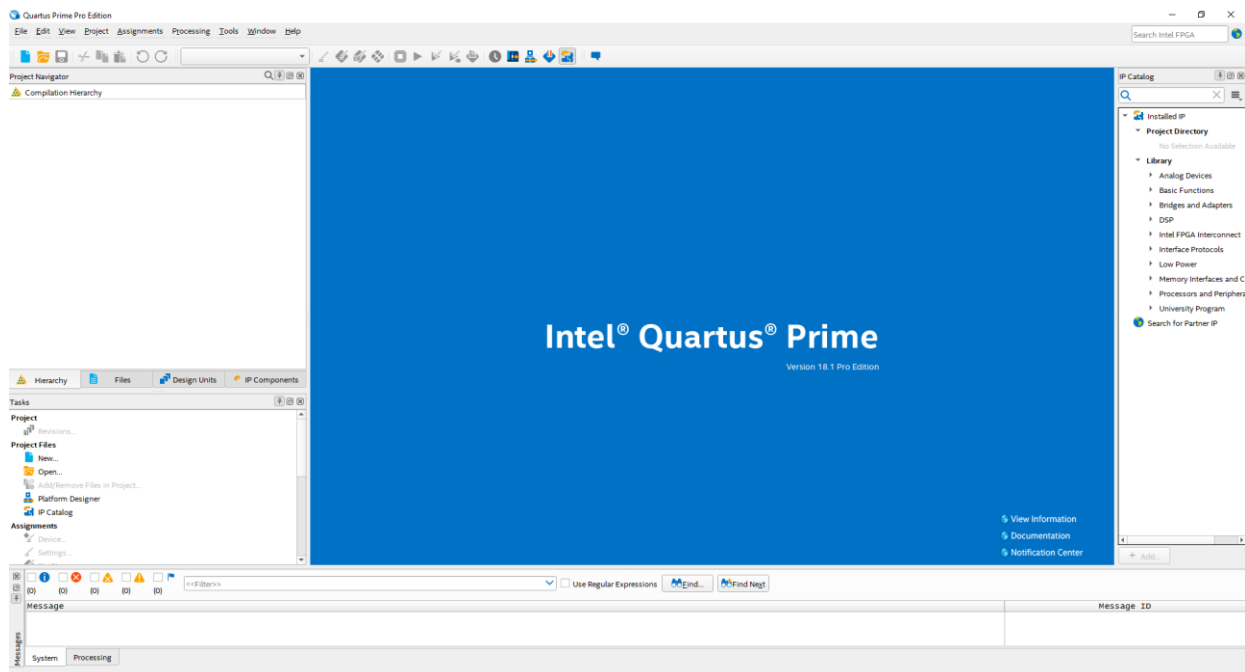 Quartus Prime Pro Edition
File Edit View Project Assignments Processing Tools Window Help
Search Intel FPGA
Project Navigator
Compilation Hierarchy
Hierarchy Files Design Units IP Components
Tasks
Project
Revisions...
Project Files
New...
Open...
Add/Remove Files in Project...
Platform Designer
IP Catalog
Assignments
Device...
Settings...
Intel® Quartus® Prime
Version 18.1 Pro Edition
View Information
Documentation
Notification Center
IP Catalog
Installed IP
Project Directory
No Selection Available
Library
Analog Devices
Basic Functions
Bridges and Adapters
DSP
Intel FPGA Interconnect
Interface Protocols
Low Power
Memory Interfaces and C
Processors and Periphera
University Program
Search for Partner IP
+ Add...
(0) (0) (0) (0) (0)
<<Filter>>
Use Regular Expressions Find... Find Next
Message Message ID
Messages
System Processing